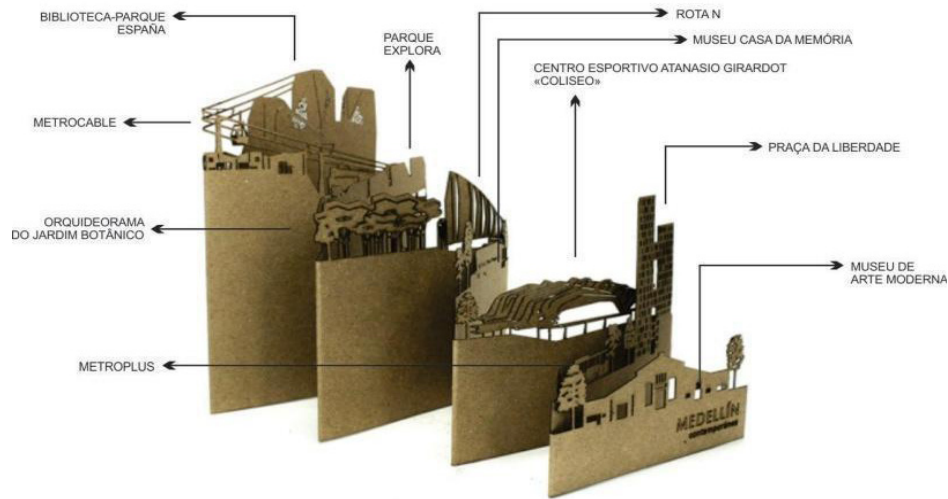 BIBLIOTECA-PARQUE
ESPAÑA
PARQUE
EXPLORA
ROTA N
MUSEU CASA DA MEMÓRIA
CENTRO ESPORTIVO ATANASIO GIRARDOT
«COLISEO»
METROCABLE
PRAÇA DA LIBERDADE
ORQUIDEORAMA
DO JARDIM BOTÂNICO
MUSEU DE
ARTE MODERNA
METROPLUS
MEDELLÍN
contemporánea